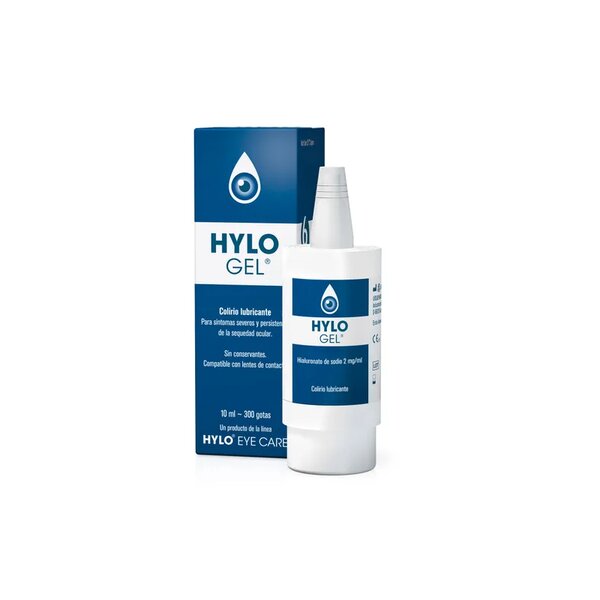 HYLO
GEL®
Colirio lubricante
Para síntomas severos y persisten
de la sequedad ocular.
Sin conservantes.
Compatible con lentes de contac
10 ml ~ 300 gotas
Un producto de la línea
HYLO® EYE CARE
HYLO
GEL®
Hialuronato de sodio 2 mg/ml
Colirio lubricante